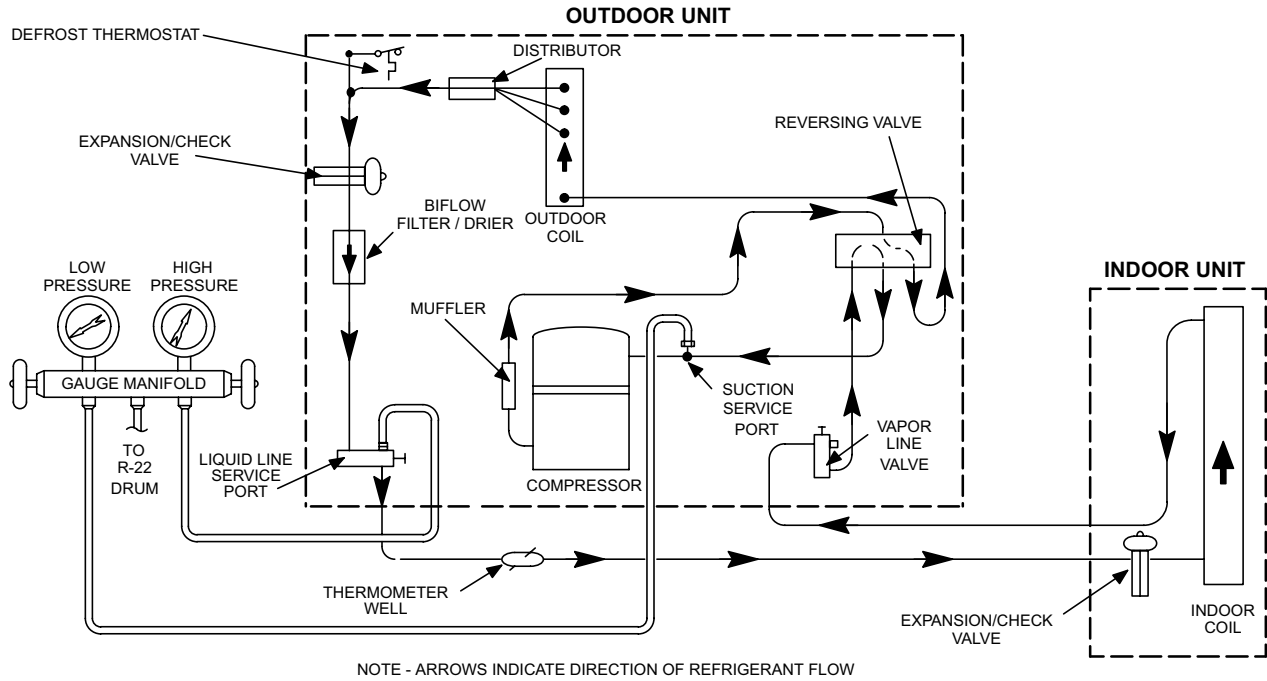 OUTDOOR UNIT
DEFROST THERMOSTAT
DISTRIBUTOR
EXPANSION/CHECK
VALVE
REVERSING VALVE
BIFLOW
FILTER / DRIER
OUTDOOR
COIL
LOW
PRESSURE
HIGH
PRESSURE
INDOOR UNIT
MUFFLER
GAUGE MANIFOLD
SUCTION
SERVICE
PORT
TO
R-22
DRUM
LIQUID LINE
SERVICE
PORT
COMPRESSOR
VAPOR
LINE
VALVE
THERMOMETER
WELL
EXPANSION/CHECK
VALVE
INDOOR
COIL
NOTE - ARROWS INDICATE DIRECTION OF REFRIGERANT FLOW